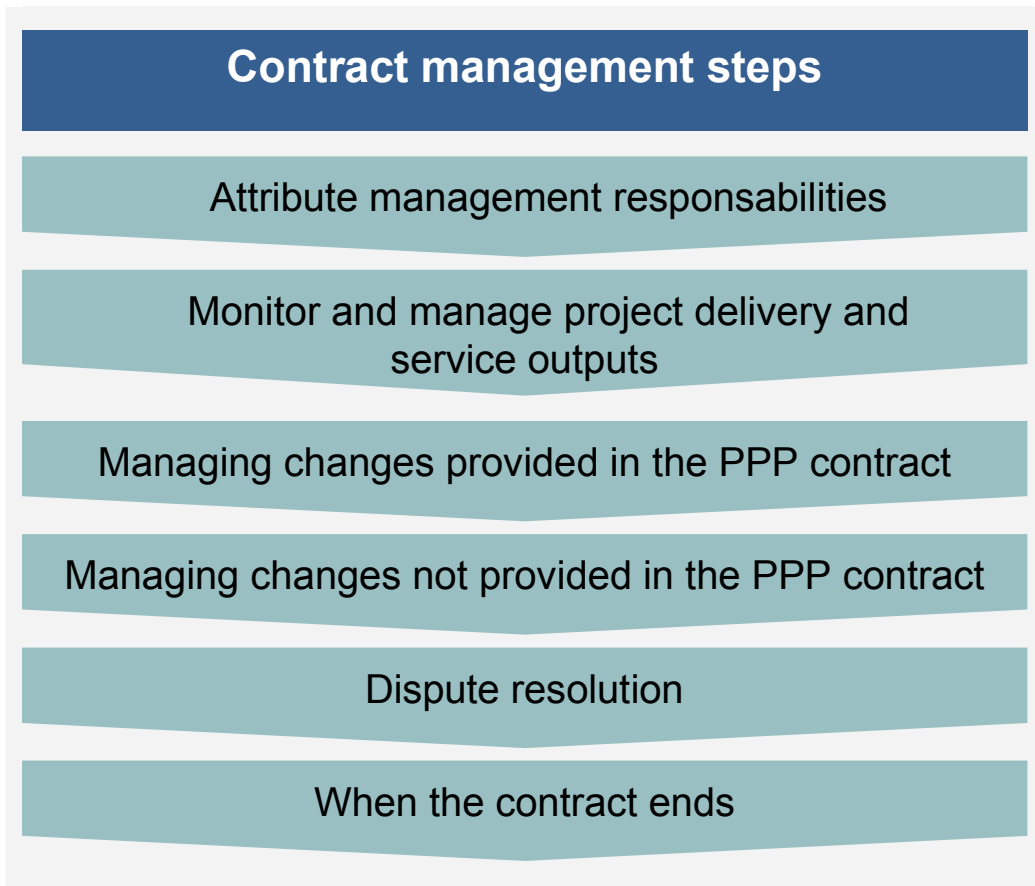 Contract management steps
Attribute management responsabilities
Monitor and manage project delivery and
service outputs
Managing changes provided in the PPP contract
Managing changes not provided in the PPP contract
Dispute resolution
When the contract ends